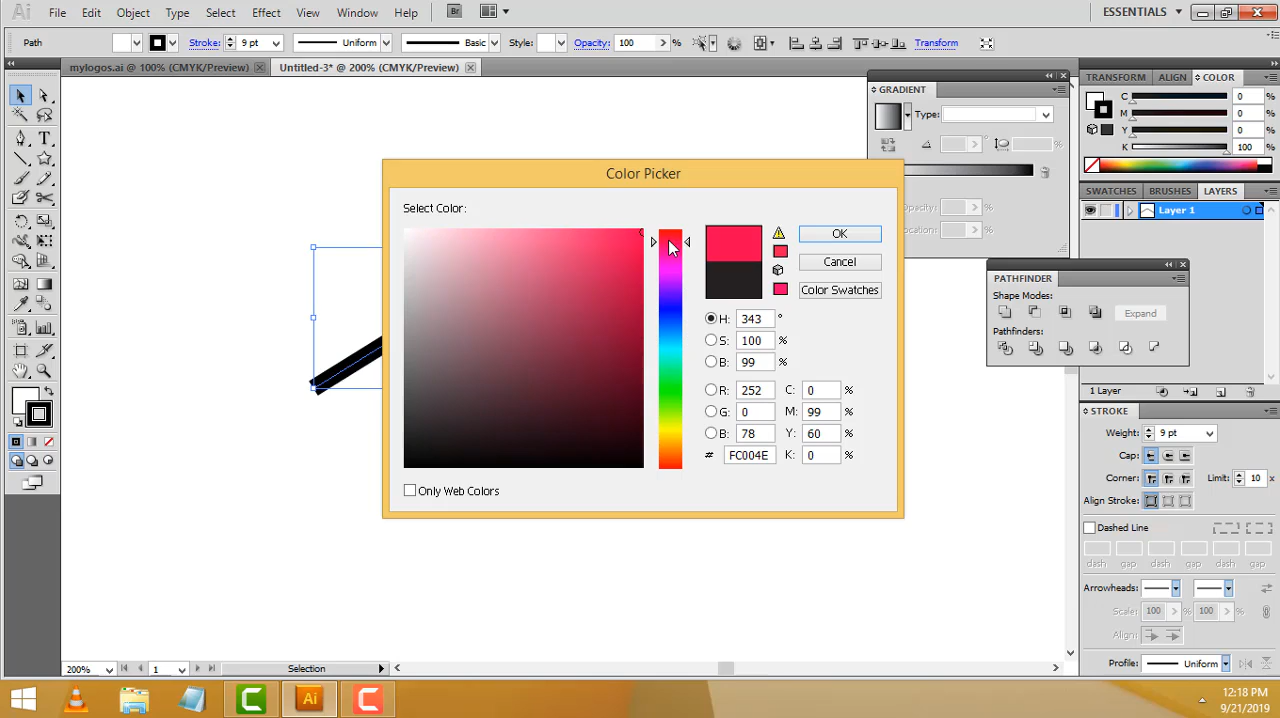 Ai File Edit Object Type Select Effect View Window Help Br ESSENTIALS
Path Stroke: 9 pt Uniform Basic Style: Opacity: 100 % Transform
mylogos.ai @ 100% (CMYK/Preview) Untitled-3* @ 200% (CMYK/Preview)
GRADIENT
Type:
%
Opacity: %
Location: %
TRANSFORM ALIGN COLOR
C 0 %
M 0 %
Y 0 %
K 100 %
SWATCHES BRUSHES LAYERS
Layer 1
PATHFINDER
Shape Modes:
Expand
Pathfinders:
1 Layer
STROKE
Weight: 9 pt
Cap:
Corner: Limit: 10 x
Align Stroke:
Dashed Line
dash gap dash gap dash gap
Arrowheads:
Scale: 100 % 100 %
Align:
Profile: Uniform
Color Picker
Select Color:
OK
Cancel
Color Swatches
H: 343 °
S: 100 %
B: 99 %
R: 252 C: 0 %
G: 0 M: 99 %
B: 78 Y: 60 %
# FC004E K: 0 %
Only Web Colors
200% 1 Selection
Ai
12:18 PM
9/21/2019